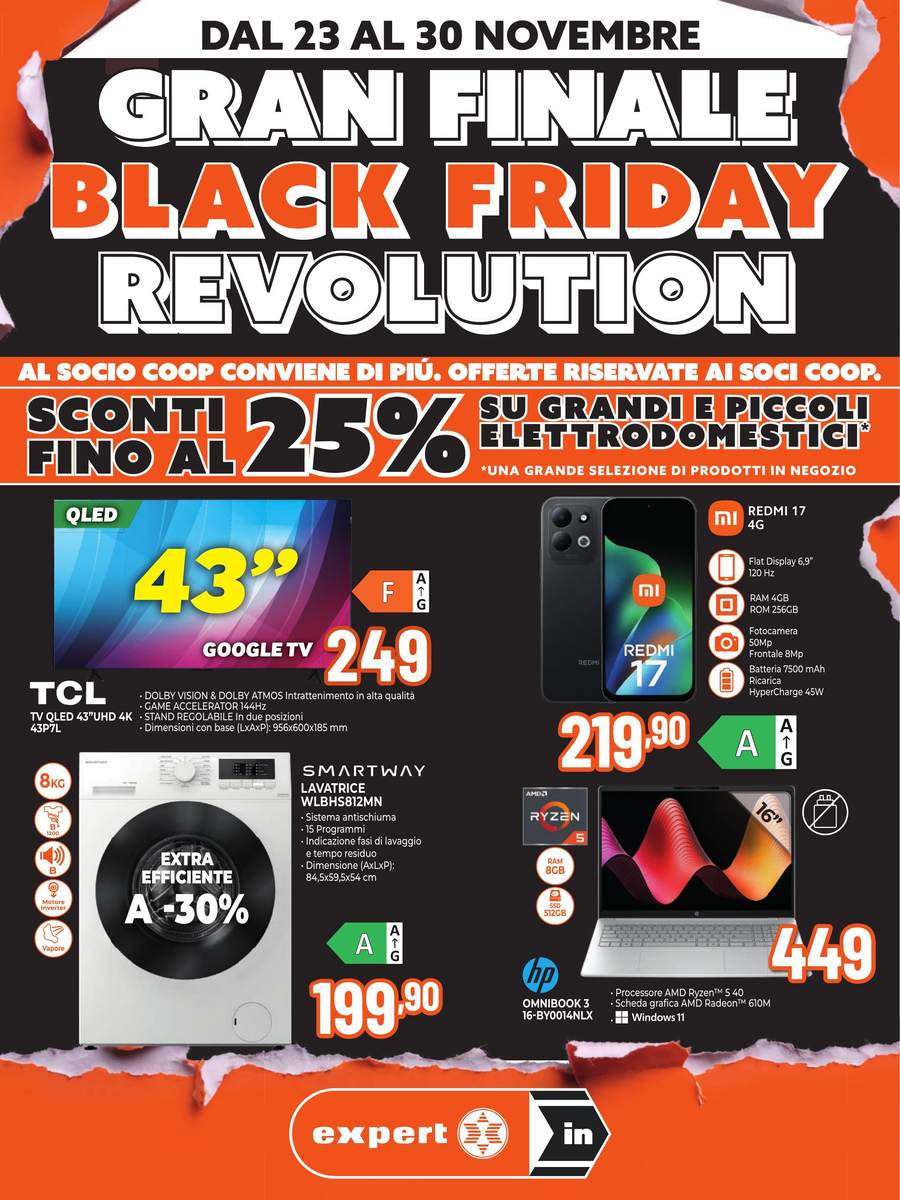 DAL 23 AL 30 NOVEMBRE
GRAN FINALE
BLACK FRIDAY
REVOLUTION
AL SOCIO COOP CONVIENE DI PIÚ. OFFERTE RISERVATE AI SOCI COOP.
SCONTI
FINO AL
25%
SU GRANDI E PICCOLI
ELETTRODOMESTICI*
*UNA GRANDE SELEZIONE DI PRODOTTI IN NEGOZIO
QLED
43”
GOOGLE TV
F
A
↑
G
249
TCL
TV QLED 43”UHD 4K
43P7L
• DOLBY VISION & DOLBY ATMOS Intrattenimento in alta qualità
• GAME ACCELERATOR 144Hz
• STAND REGOLABILE In due posizioni
• Dimensioni con base (LxAxP): 956x600x185 mm
REDMI
mi
REDMI
17
mi
REDMI 17
4G
Flat Display 6,9"
120 Hz
RAM 4GB
ROM 256GB
Fotocamera
50Mp
Frontale 8Mp
Batteria 7500 mAh
Ricarica
HyperCharge 45W
219,90
A
A
↑
G
8KG
B
1200
B
Motore
Inverter
Vapore
EXTRA
EFFICIENTE
A -30%
SMARTWAY
LAVATRICE
WLBHS812MN
• Sistema antischiuma
• 15 Programmi
• Indicazione fasi di lavaggio
e tempo residuo
• Dimensione (AxLxP):
84,5x59,5x54 cm
A
A
↑
G
199,90
AMD
RYZEN
5
RAM
8GB
SSD
512GB
16”
449
hp
OMNIBOOK 3
16-BY0014NLX
• Processore AMD Ryzen™ 5 40
• Scheda grafica AMD Radeon™ 610M
• Windows 11
expert
in